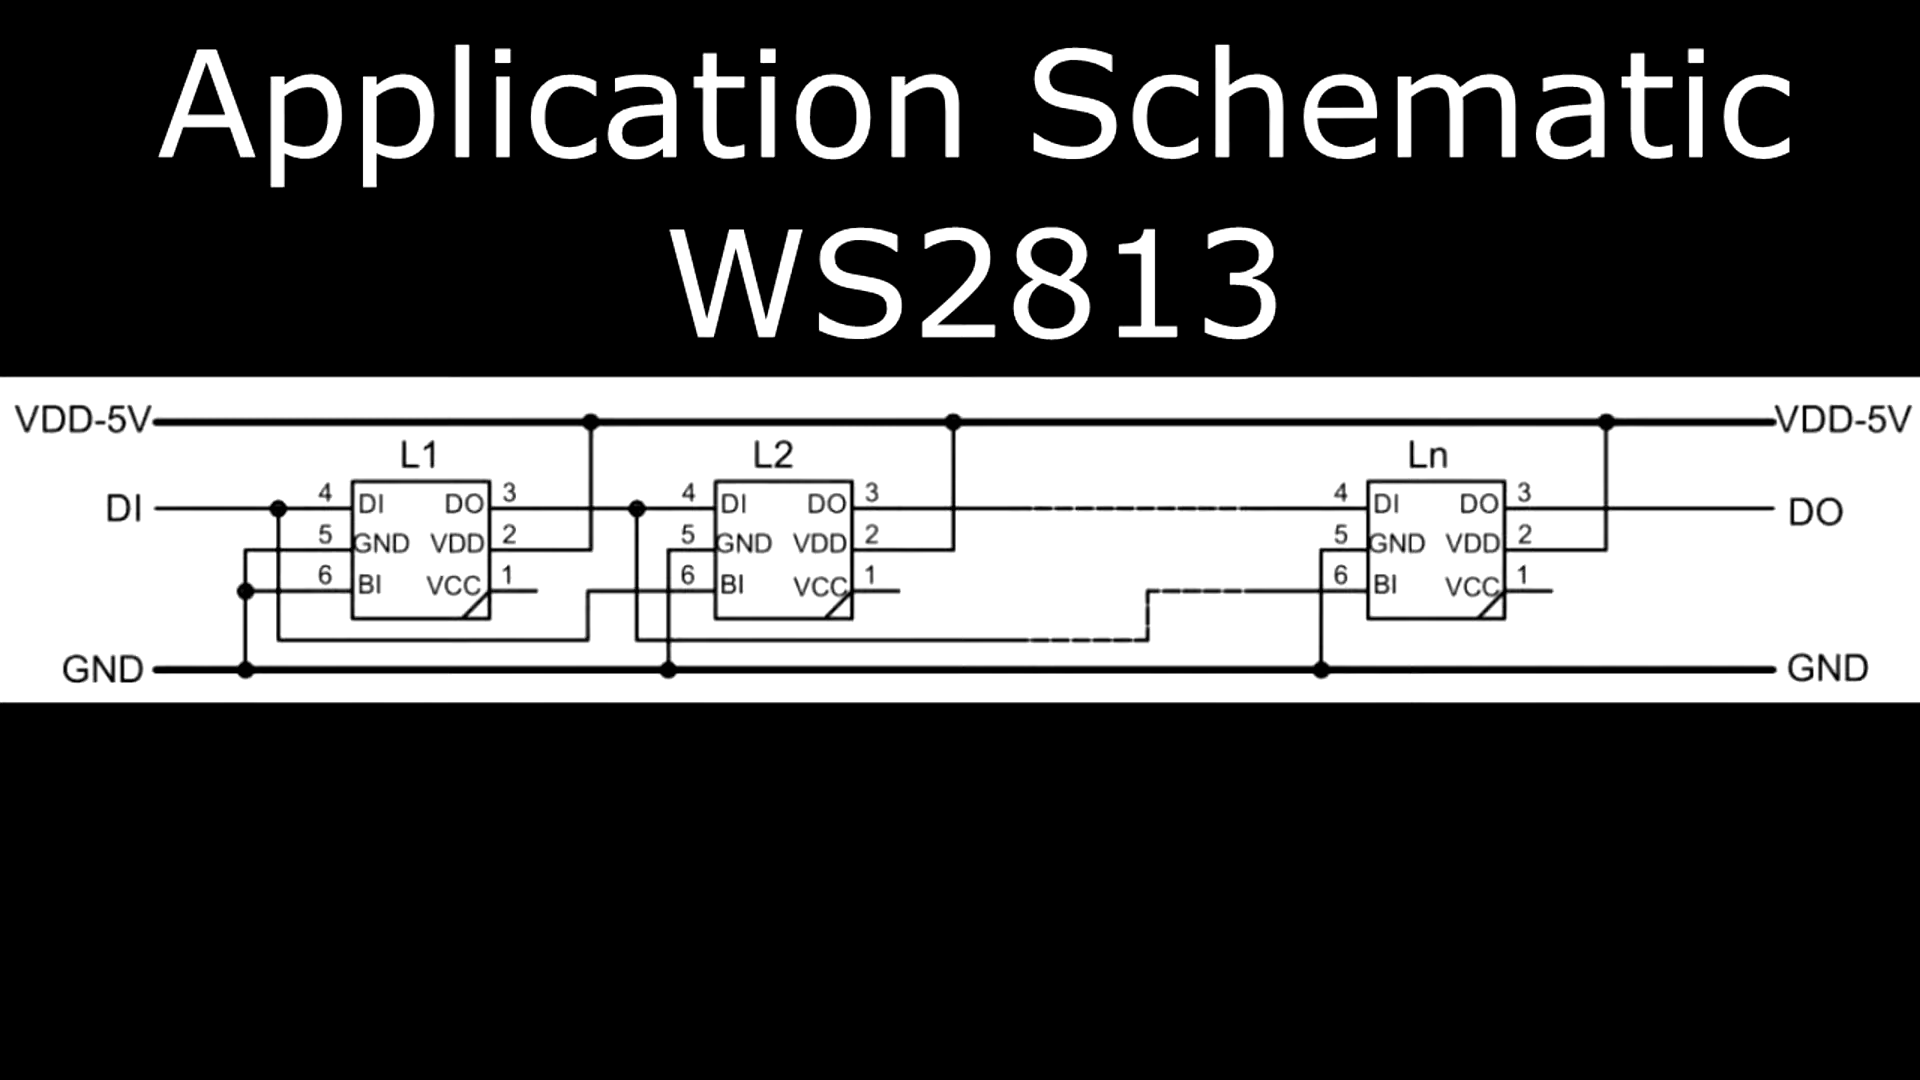 Application Schematic
WS2813
VDD-5V VDD-5V
L1 L2 Ln
4 3 4 3 4 3
DI DI DO DI DO DI DO DO
5 2 5 2 5 2
GND VDD GND VDD GND VDD
6 1 6 1 6 1
BI VCC BI VCC BI VCC
GND GND